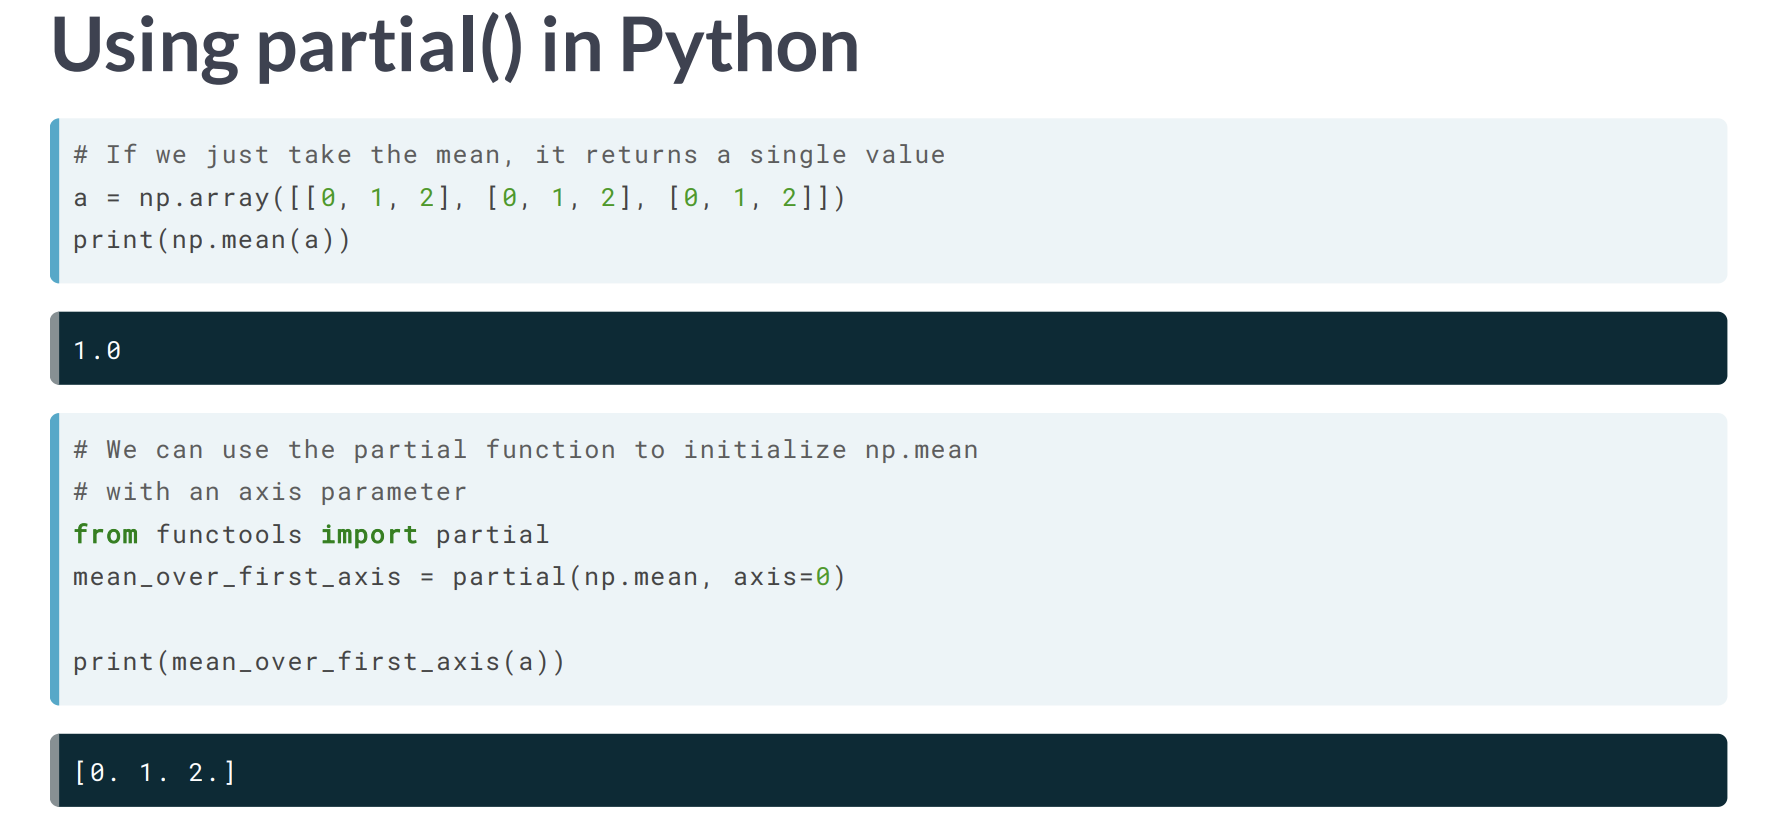 Using partial() in Python
# If we just take the mean, it returns a single value
a = np.array([[0, 1, 2], [0, 1, 2], [0, 1, 2]])
print(np.mean(a))
1.0
# We can use the partial function to initialize np.mean
# with an axis parameter
from functools import partial
mean_over_first_axis = partial(np.mean, axis=0)
print(mean_over_first_axis(a))
[0. 1. 2.]